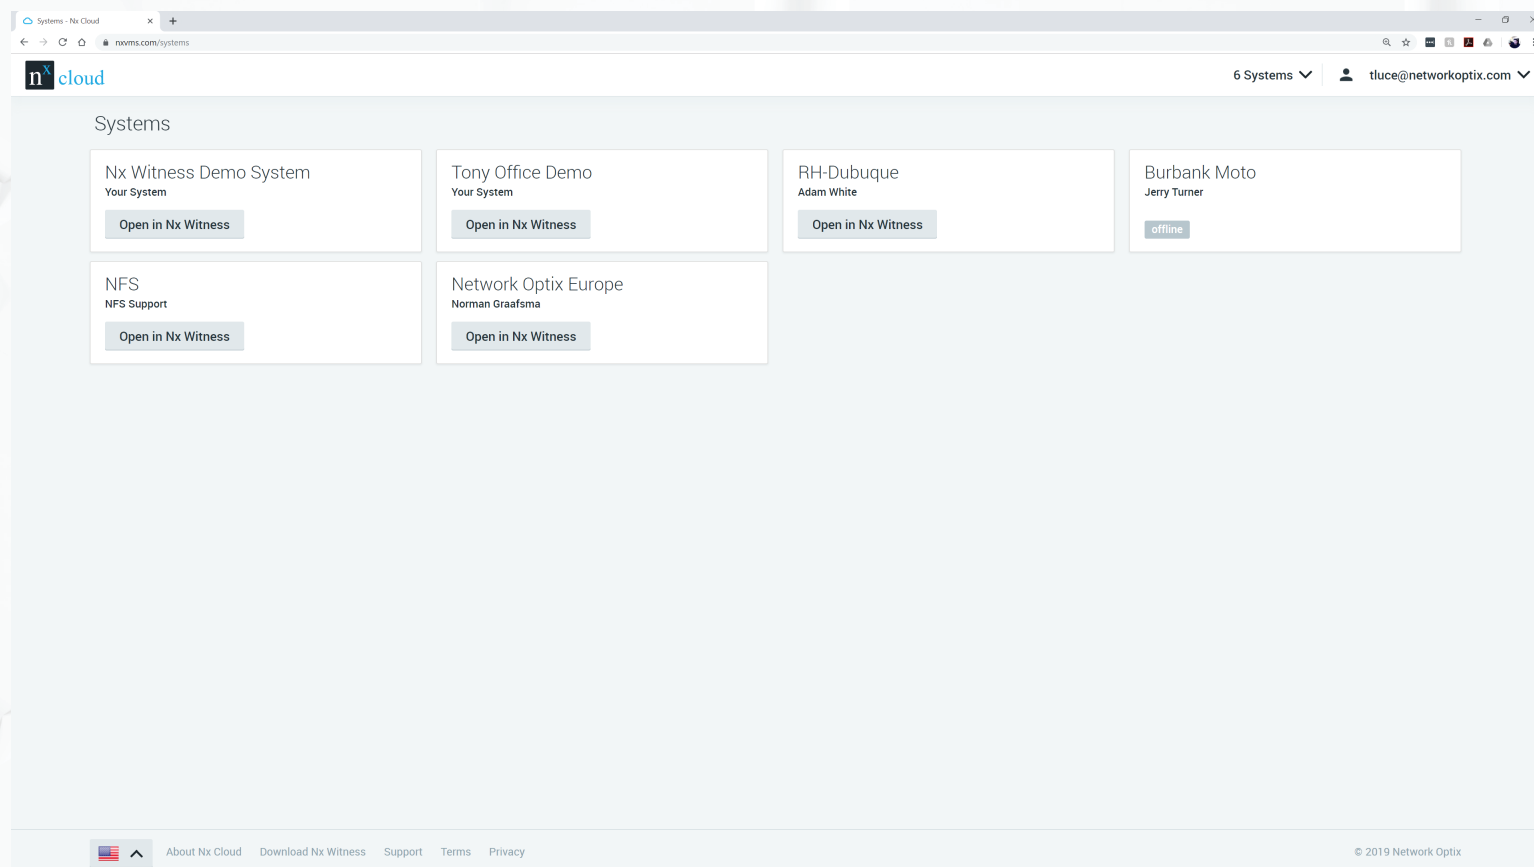 Systems - Nx Cloud
nxvms.com/systems
nx cloud
6 Systems
tluce@networkoptix.com
Systems
Nx Witness Demo System
Your System
Open in Nx Witness
Tony Office Demo
Your System
Open in Nx Witness
RH-Dubuque
Adam White
Open in Nx Witness
Burbank Moto
Jerry Turner
offline
NFS
NFS Support
Open in Nx Witness
Network Optix Europe
Norman Graafsma
Open in Nx Witness
About Nx Cloud
Download Nx Witness
Support
Terms
Privacy
© 2019 Network Optix